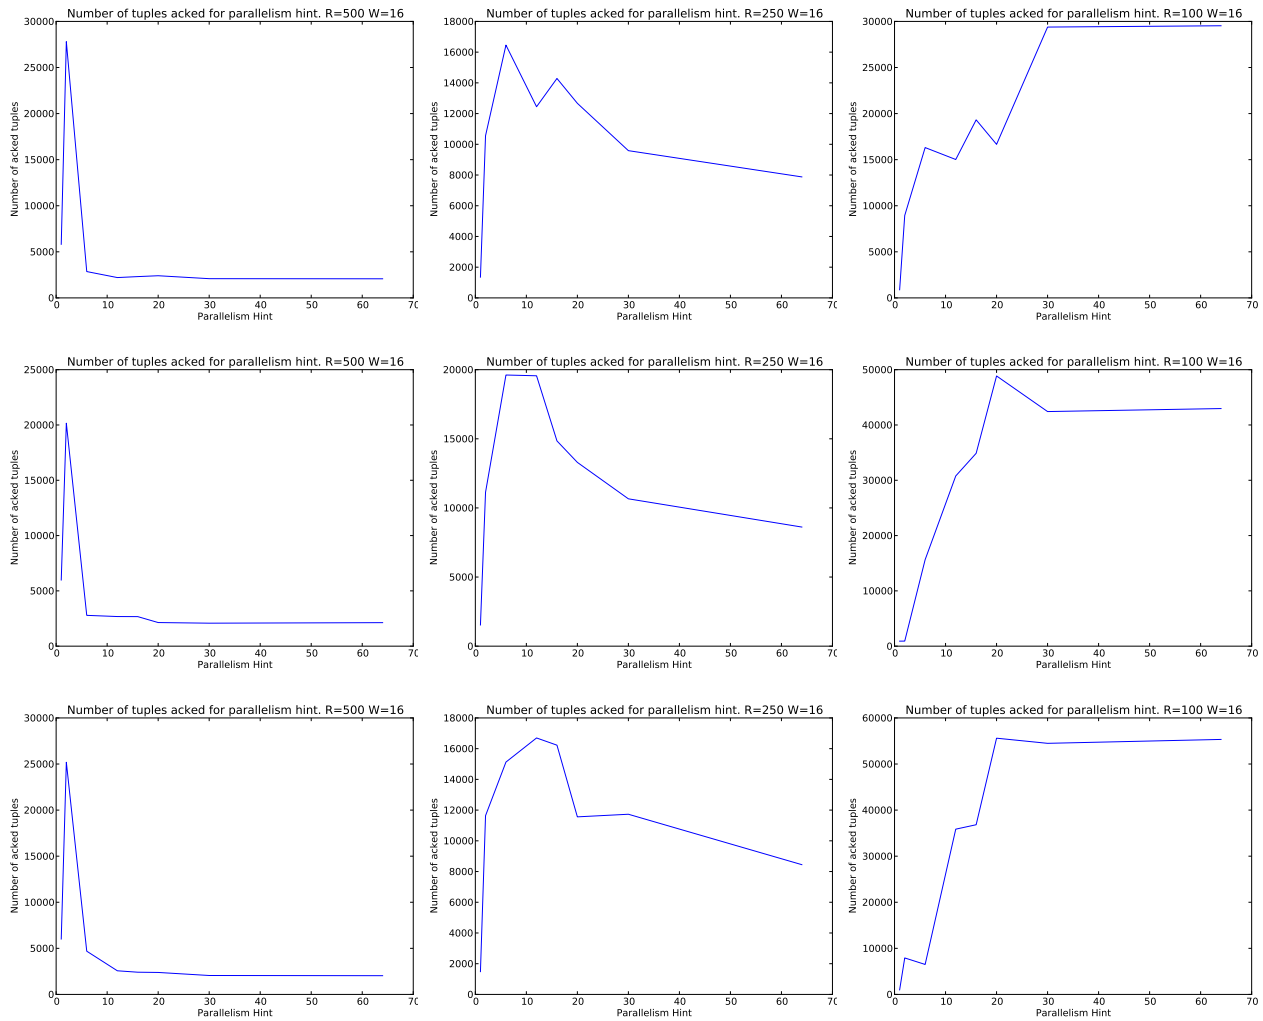 Number of tuples acked for parallelism hint. R=500 W=16
30000
25000
20000
15000
10000
5000
0
Number of acked tuples
0 10 20 30 40 50 60 70
Parallelism Hint
Number of tuples acked for parallelism hint. R=250 W=16
18000
16000
14000
12000
10000
8000
6000
4000
2000
0
Number of acked tuples
0 10 20 30 40 50 60 70
Parallelism Hint
Number of tuples acked for parallelism hint. R=100 W=16
30000
25000
20000
15000
10000
5000
0
Number of acked tuples
0 10 20 30 40 50 60 70
Parallelism Hint
Number of tuples acked for parallelism hint. R=500 W=16
25000
20000
15000
10000
5000
0
Number of acked tuples
0 10 20 30 40 50 60 70
Parallelism Hint
Number of tuples acked for parallelism hint. R=250 W=16
20000
15000
10000
5000
0
Number of acked tuples
0 10 20 30 40 50 60 70
Parallelism Hint
Number of tuples acked for parallelism hint. R=100 W=16
50000
40000
30000
20000
10000
0
Number of acked tuples
0 10 20 30 40 50 60 70
Parallelism Hint
Number of tuples acked for parallelism hint. R=500 W=16
30000
25000
20000
15000
10000
5000
0
Number of acked tuples
0 10 20 30 40 50 60 70
Parallelism Hint
Number of tuples acked for parallelism hint. R=250 W=16
18000
16000
14000
12000
10000
8000
6000
4000
2000
0
Number of acked tuples
0 10 20 30 40 50 60 70
Parallelism Hint
Number of tuples acked for parallelism hint. R=100 W=16
60000
50000
40000
30000
20000
10000
0
Number of acked tuples
0 10 20 30 40 50 60 70
Parallelism Hint